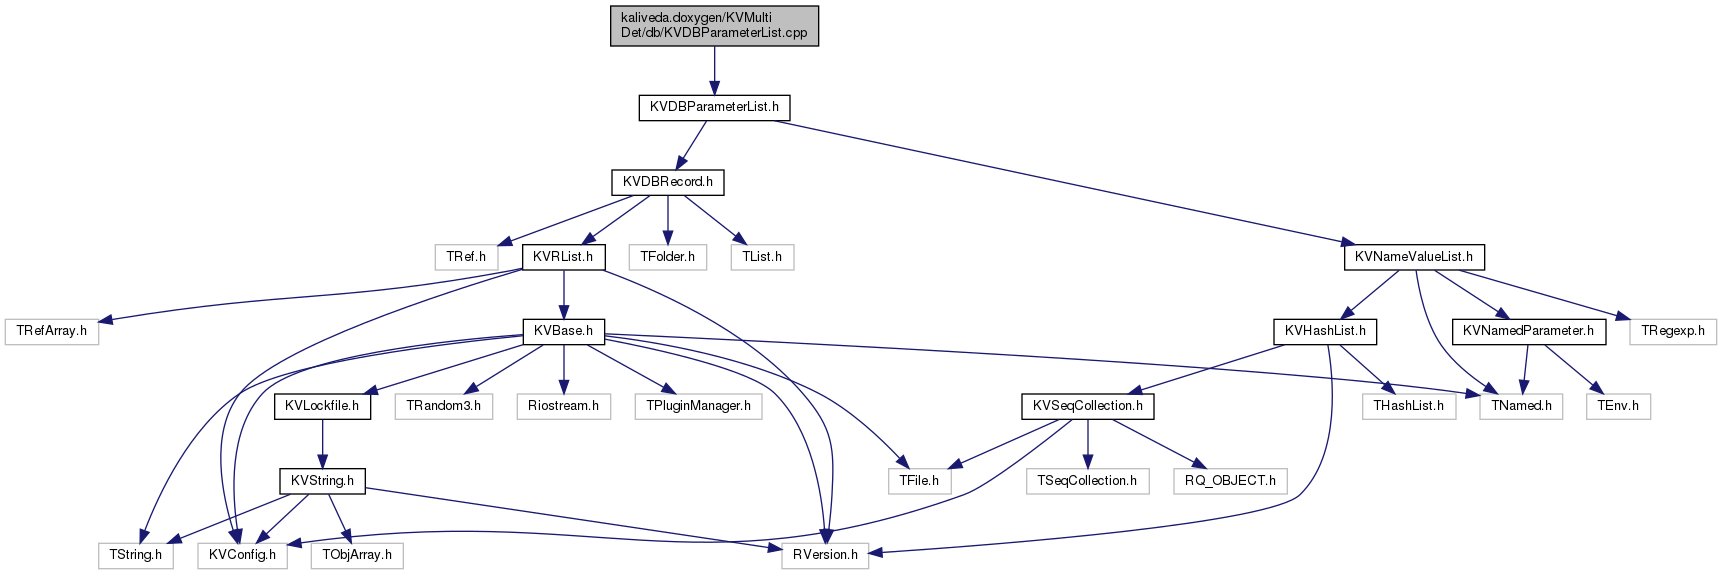 kaliveda.doxygen/KVMulti
Det/db/KVDBParameterList.cpp
KVDBParameterList.h
KVDBRecord.h
TRef.h
KVRList.h
TFolder.h
TList.h
KVNameValueList.h
TRefArray.h
KVBase.h
KVHashList.h
KVNamedParameter.h
TRegexp.h
KVLockfile.h
TRandom3.h
Riostream.h
TPluginManager.h
KVSeqCollection.h
THashList.h
TNamed.h
TEnv.h
KVString.h
TFile.h
TSeqCollection.h
RQ_OBJECT.h
TString.h
KVConfig.h
TObjArray.h
RVersion.h